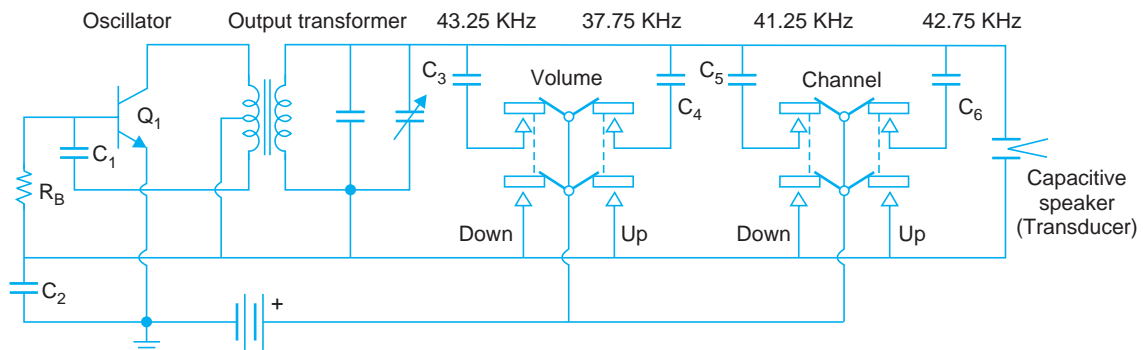 Oscillator
Output transformer
43.25 KHz
37.75 KHz
41.25 KHz
42.75 KHz
C3
Volume
C4
C5
Channel
C6
Q1
C1
RB
Capacitive
speaker
(Transducer)
Down
Up
Down
Up
C2
+